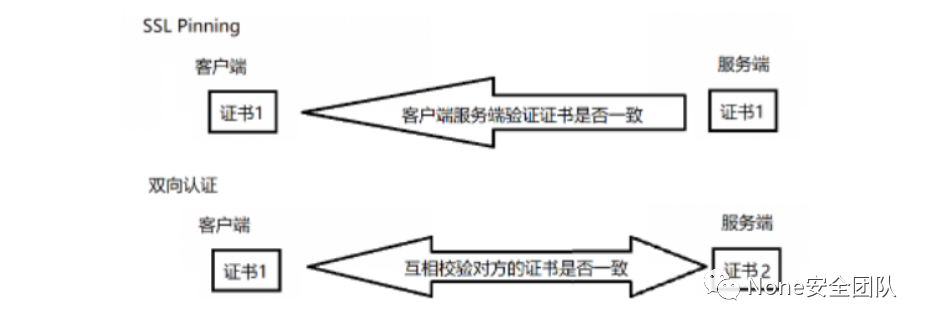 SSL Pinning
客户端
服务端
证书1
客户端服务端验证证书是否一致
证书1
双向认证
客户端
服务端
证书1
互相校验对方的证书是否一致
证书2
None安全团队